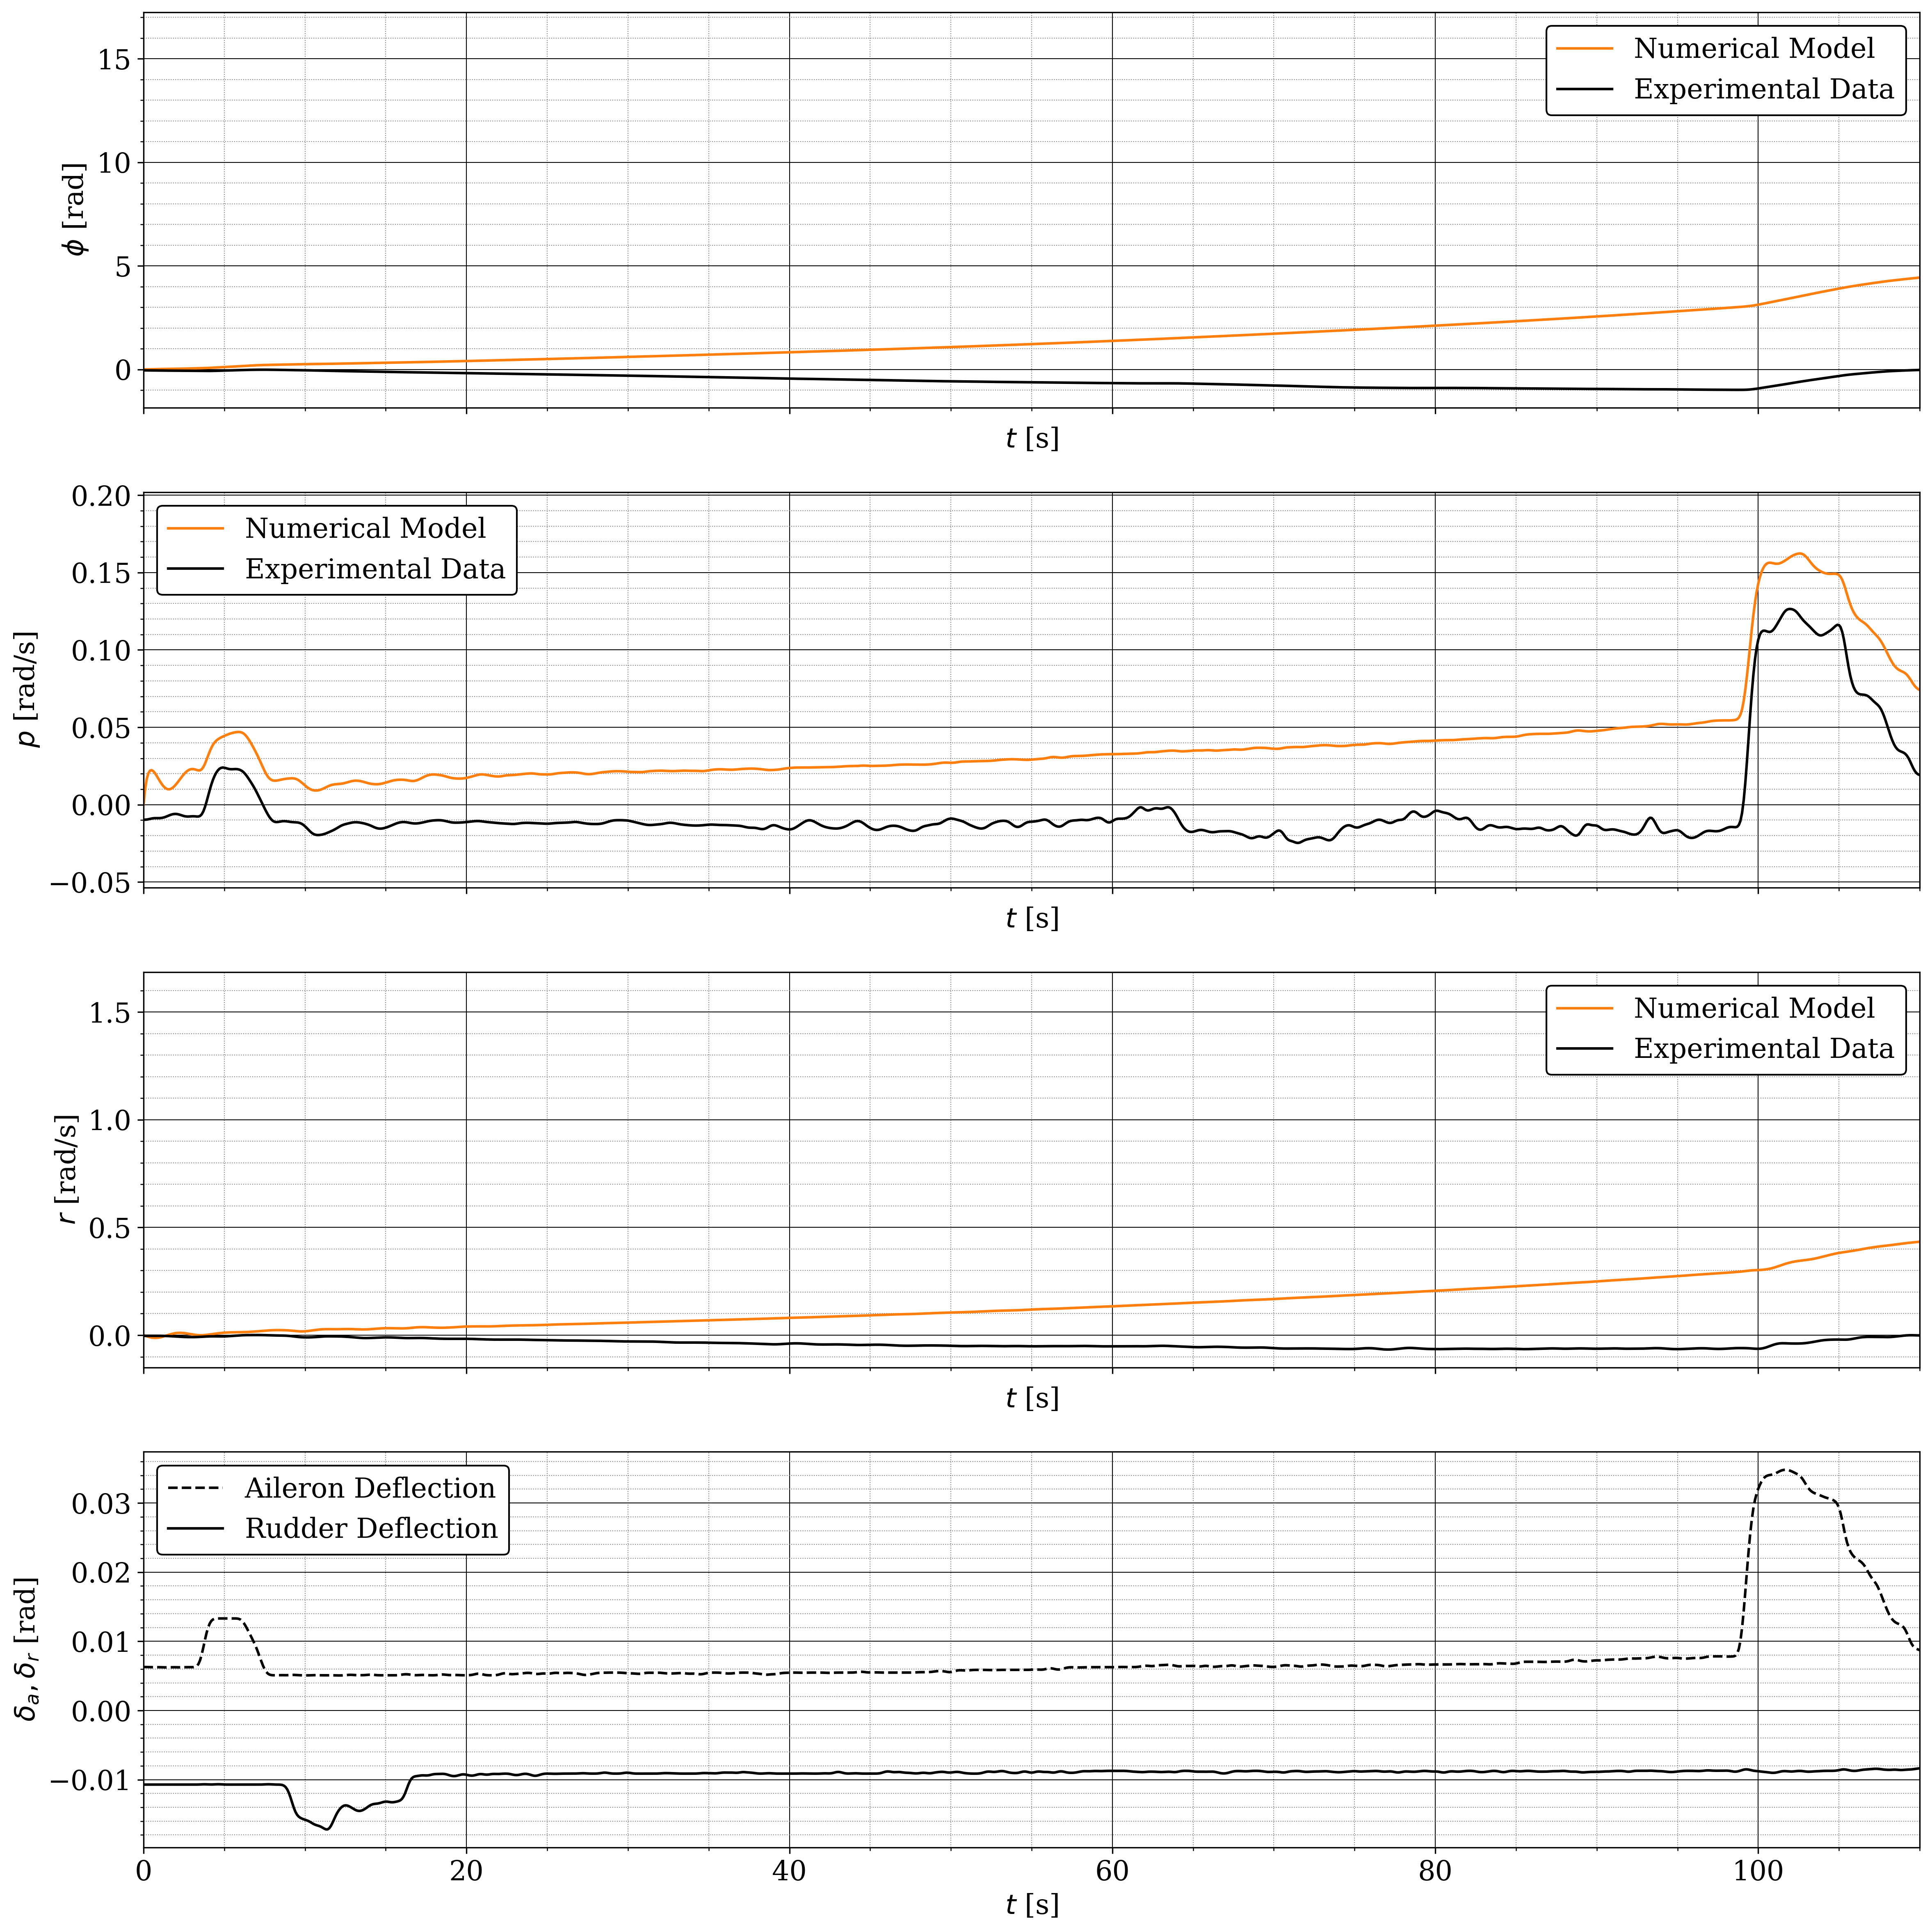 15
10
5
0
ϕ [rad]
Numerical Model
Experimental Data
t [s]
0.20
0.15
0.10
0.05
0.00
−0.05
p [rad/s]
Numerical Model
Experimental Data
t [s]
1.5
1.0
0.5
0.0
r [rad/s]
Numerical Model
Experimental Data
t [s]
0.03
0.02
0.01
0.00
−0.01
δa, δr [rad]
Aileron Deflection
Rudder Deflection
0 20 40 60 80 100
t [s]